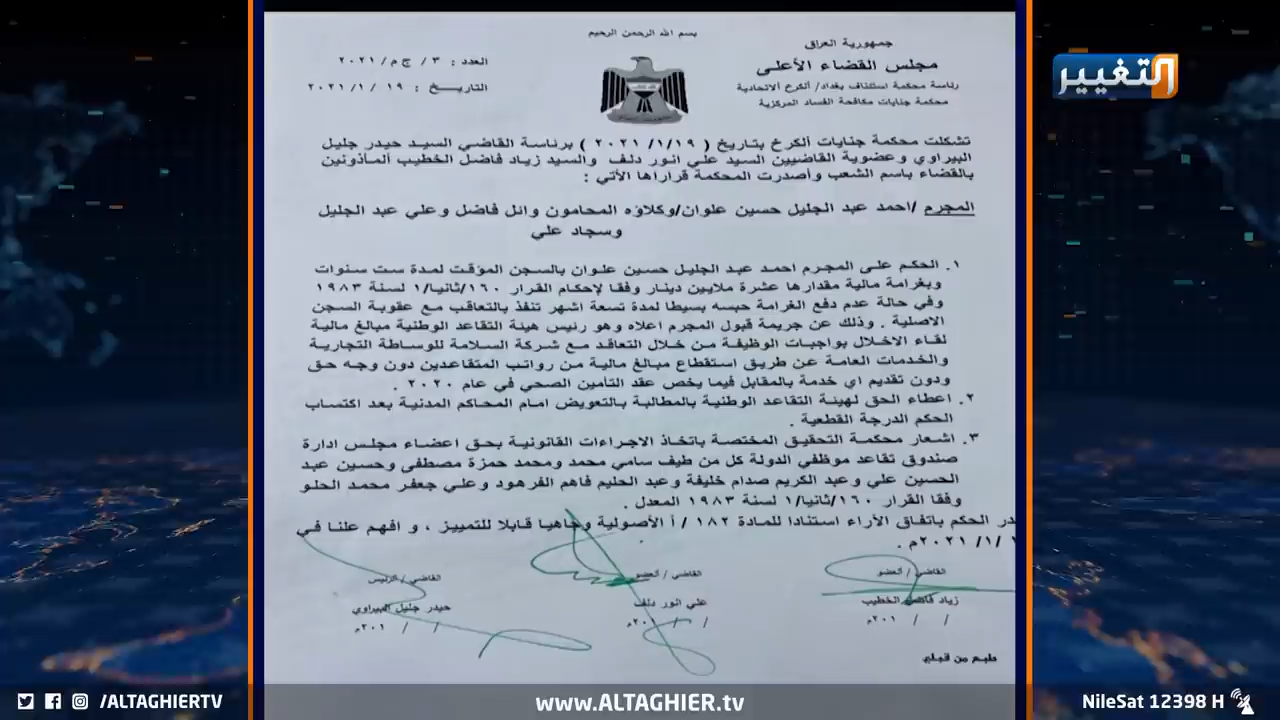 بسم الله الرحمن الرحيم
جمهورية العراق
مجلس القضاء الأعلى
رئاسة محكمة استئناف بغداد/ الكرخ الاتحادية
محكمة جنايات مكافحة الفساد المركزية
العدد : ٣ / ج م/ ٢٠٢١
التاريخ : ١٩ /١/ ٢٠٢١
التغيير
تشكلت محكمة جنايات الكرخ بتاريخ ( ١٩/ ١/ ٢٠٢١ ) برئاسة القاضي السيد حيدر جليل
البيراوي وعضوية القاضيين السيد علي انور دلف والسيد زياد فاضل الخطيب المأذونين
بالقضاء باسم الشعب وأصدرت المحكمة قراراها الأتي :
المجرم /احمد عبد الجليل حسين علوان/وكلاؤه المحامون وائل فاضل وعلي عبد الجليل
وسجاد علي
١. الحكم على المجرم احمد عبد الجليل حسين علوان بالسجن المؤقت لمدة ست سنوات
وبغرامة مالية مقدارها عشرة ملايين دينار وفقا لإحكام القرار ١٦٠/ثانيا/١ لسنة ١٩٨٣
وفي حالة عدم دفع الغرامة حبسه بسيطا لمدة تسعة اشهر تنفذ بالتعاقب مع عقوبة السجن
الاصلية . وذلك عن جريمة قبول المجرم اعلاه وهو رئيس هيئة التقاعد الوطنية مبالغ مالية
لقاء الاخلال بواجبات الوظيفة من خلال التعاقد مع شركة السلامة للوساطة التجارية
والخدمات العامة عن طريق استقطاع مبالغ مالية من رواتب المتقاعدين دون وجه حق
ودون تقديم اي خدمة بالمقابل فيما يخص عقد التأمين الصحي في عام ٢٠٢٠ .
٢. اعطاء الحق لهيئة التقاعد الوطنية بالمطالبة بالتعويض امام المحاكم المدنية بعد اكتساب
الحكم الدرجة القطعية .
٣. اشعار محكمة التحقيق المختصة باتخاذ الاجراءات القانونية بحق اعضاء مجلس ادارة
صندوق تقاعد موظفي الدولة كل من طيف سامي محمد ومحمد حمزة مصطفى وحسين عبد
الحسين علي وعبد الكريم صدام خليفة وعبد الحليم فاهم الفرهود وعلي جعفر محمد الحلو
وفقا القرار ١٦٠/ثانيا/١ لسنة ١٩٨٣ المعدل .
در الحكم باتفاق الأراء استنادا للمادة ١٨٢ / أ الأصولية وجاهيا قابلا للتمييز ، و افهم علنا في
/١/ ٢٠٢١م .
القاضي / العضو
زياد فاضل الخطيب
/ / ٢٠١م
القاضي / العضو
علي انور دلف
/ / ٢٠١م
القاضي / الرئيس
حيدر جليل البيراوي
/ / ٢٠١م
طبع من قبلي
/ALTAGHIERTV
www.ALTAGHIER.tv
NileSat 12398 H